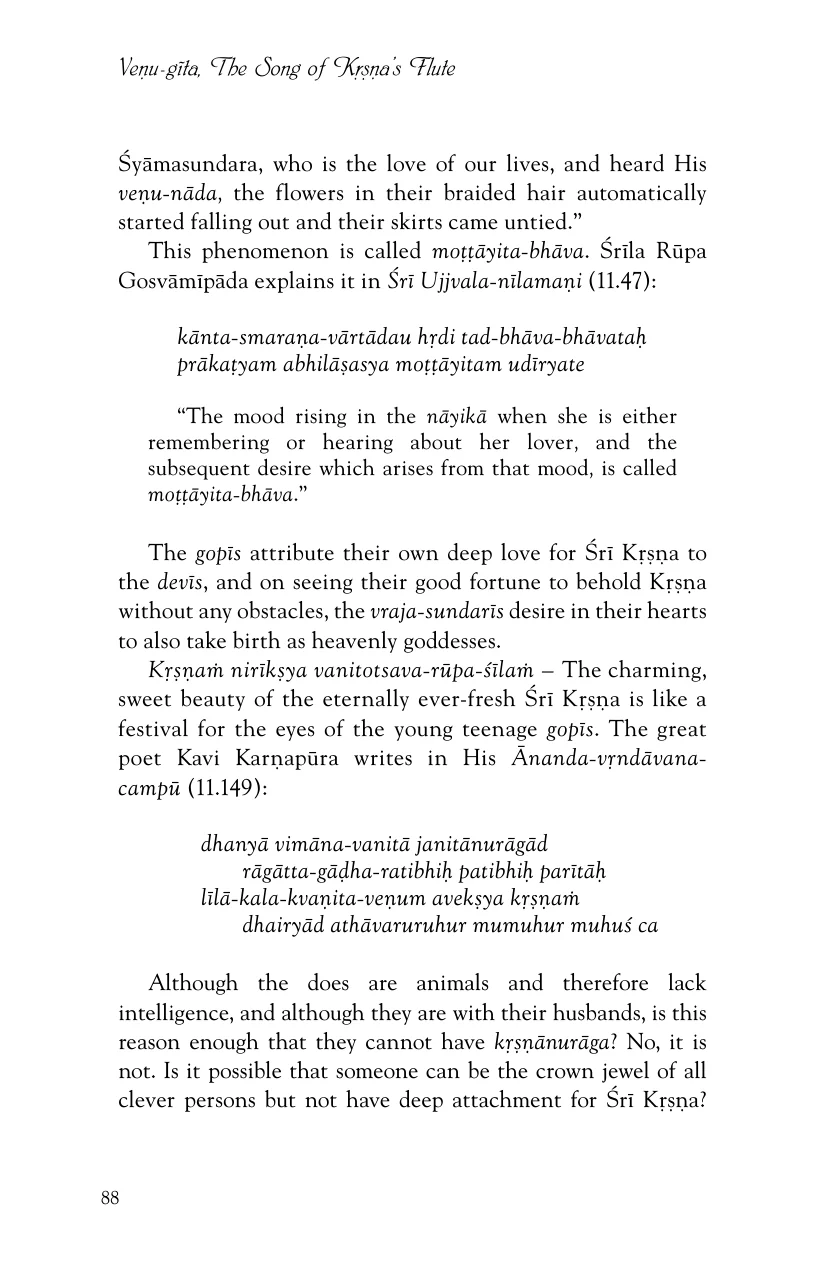 Veṇu-gīta, The Song of Kṛṣṇa's Flute
Śyāmasundara, who is the love of our lives, and heard His
veṇu-nāda, the flowers in their braided hair automatically
started falling out and their skirts came untied.”
This phenomenon is called moṭṭāyita-bhāva. Śrīla Rūpa
Gosvāmīpāda explains it in Śrī Ujjvala-nīlamaṇi (11.47):
kānta-smaraṇa-vārtādau hṛdi tad-bhāva-bhāvataḥ
prākaṭyam abhilāṣasya moṭṭāyitam udīryate
“The mood rising in the nāyikā when she is either
remembering or hearing about her lover, and the
subsequent desire which arises from that mood, is called
moṭṭāyita-bhāva.”
The gopīs attribute their own deep love for Śrī Kṛṣṇa to
the devīs, and on seeing their good fortune to behold Kṛṣṇa
without any obstacles, the vraja-sundarīs desire in their hearts
to also take birth as heavenly goddesses.
Kṛṣṇaṁ nirīkṣya vanitotsava-rūpa-śīlaṁ – The charming,
sweet beauty of the eternally ever-fresh Śrī Kṛṣṇa is like a
festival for the eyes of the young teenage gopīs. The great
poet Kavi Karṇapūra writes in His Ānanda-vṛndāvana-
campū (11.149):
dhanyā vimāna-vanitā janitānurāgād
rāgātta-gāḍha-ratibhiḥ patibhiḥ parītāḥ
līlā-kala-kvaṇita-veṇum avekṣya kṛṣṇaṁ
dhairyād athāvaruruhur mumuhur muhuś ca
Although the does are animals and therefore lack
intelligence, and although they are with their husbands, is this
reason enough that they cannot have kṛṣṇānurāga? No, it is
not. Is it possible that someone can be the crown jewel of all
clever persons but not have deep attachment for Śrī Kṛṣṇa?
88